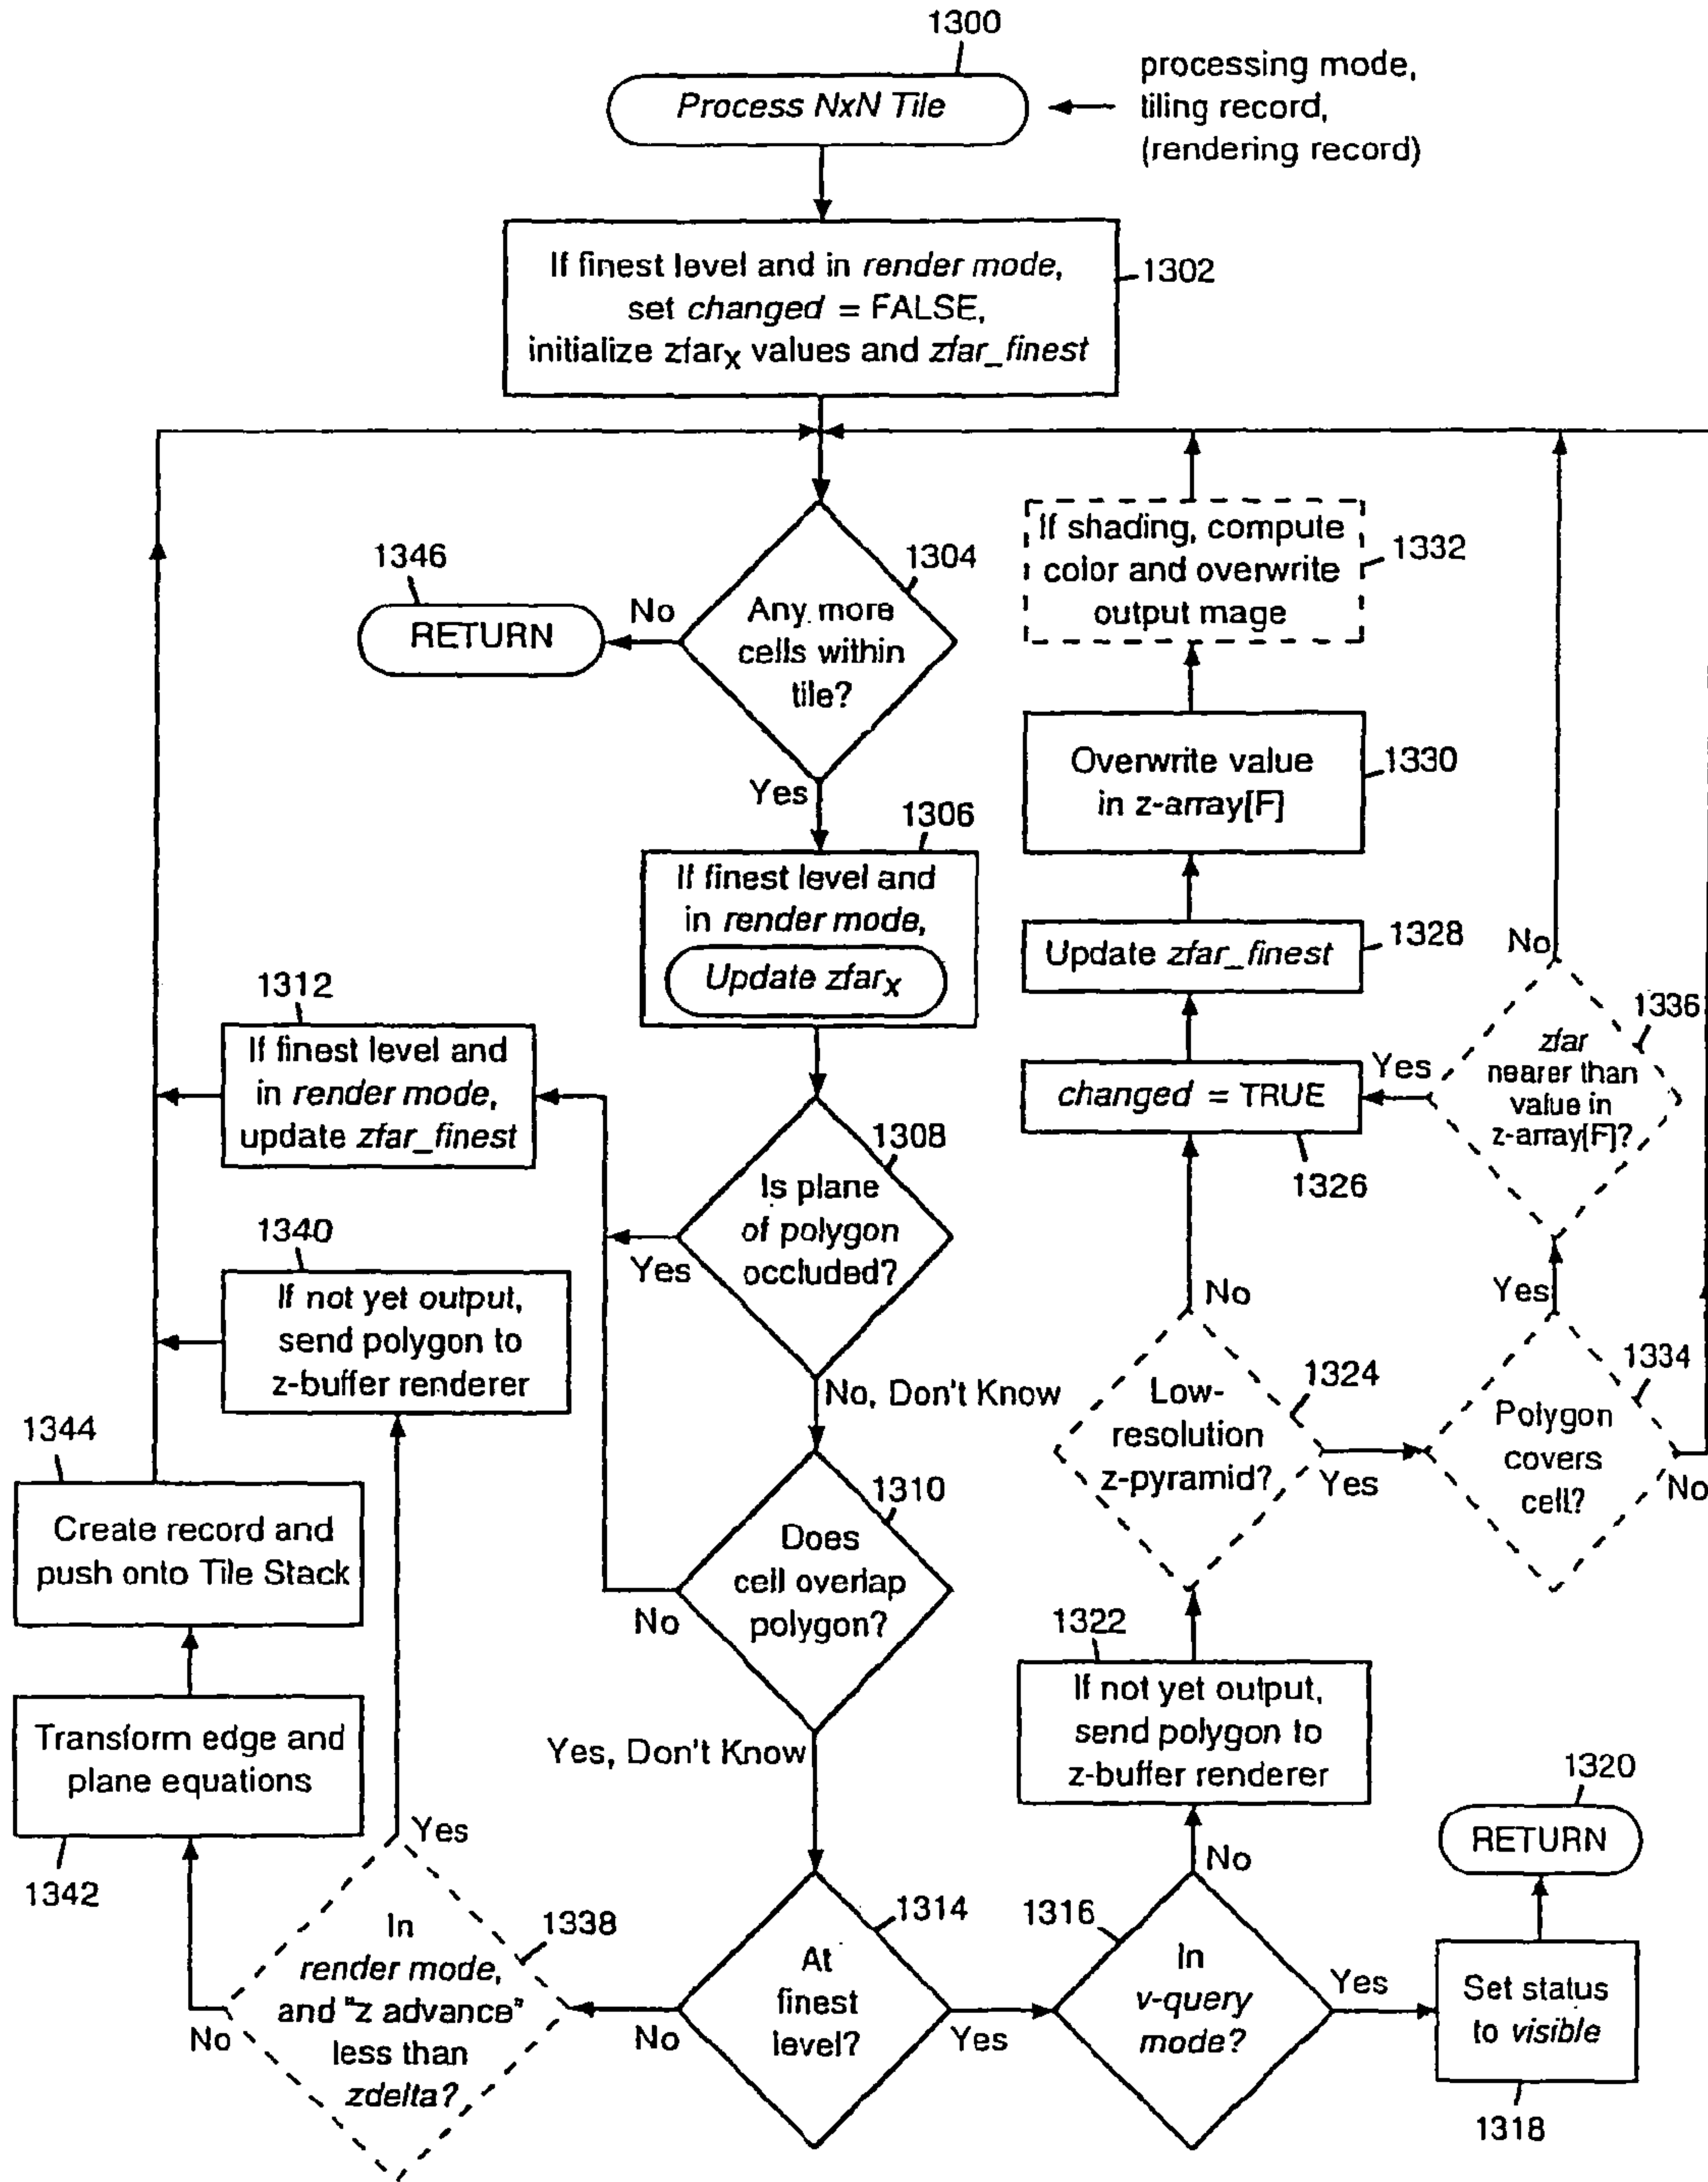 1300
Process NxN Tile
processing mode,
tiling record,
(rendering record)
If finest level and in render mode,
set changed = FALSE,
initialize zfarx values and zfar_finest
1302
1346
RETURN
No
1304
Any more
cells within
tile?
Yes
If shading, compute
color and overwrite
output mage
1332
Overwrite value
in z-array[F]
1330
1306
If finest level and
in render mode,
Update zfarx
Update zfar_finest
1328
No
1336
zfar
nearer than
value in
z-array[F]?
Yes
changed = TRUE
1326
1312
If finest level and
in render mode,
update zfar_finest
1308
Is plane
of polygon
occluded?
Yes
No, Don't Know
1340
If not yet output,
send polygon to
z-buffer renderer
No
1324
Low-
resolution
z-pyramid?
Yes
Yes
1334
Polygon
covers
cell?
No
1344
Create record and
push onto Tile Stack
1310
Does
cell overlap
polygon?
No
Yes, Don't Know
1322
If not yet output,
send polygon to
z-buffer renderer
Transform edge and
plane equations
1342
Yes
1338
In
render mode,
and "z advance"
less than
zdelta?
No
1314
At
finest
level?
No
Yes
1316
In
v-query
mode?
No
Yes
1320
RETURN
Set status
to visible
1318